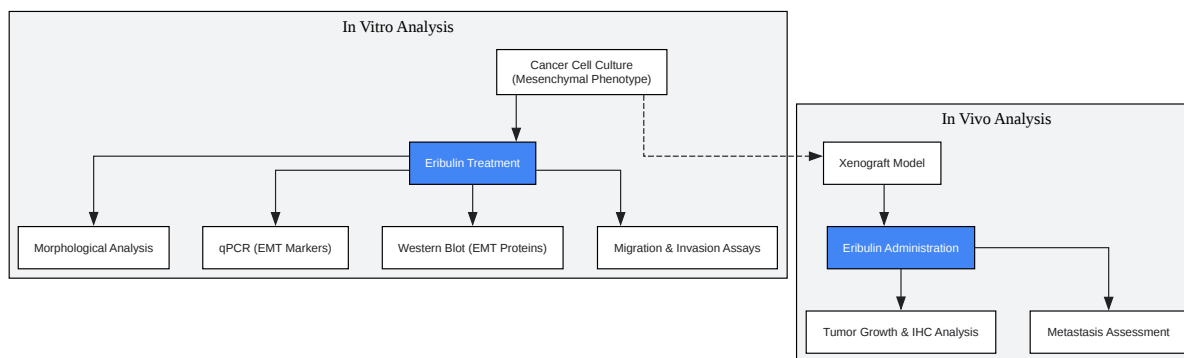 In Vitro Analysis
Cancer Cell Culture
(Mesenchymal Phenotype)
Eribulin Treatment
Morphological Analysis
qPCR (EMT Markers)
Western Blot (EMT Proteins)
Migration & Invasion Assays
In Vivo Analysis
Xenograft Model
Eribulin Administration
Tumor Growth & IHC Analysis
Metastasis Assessment